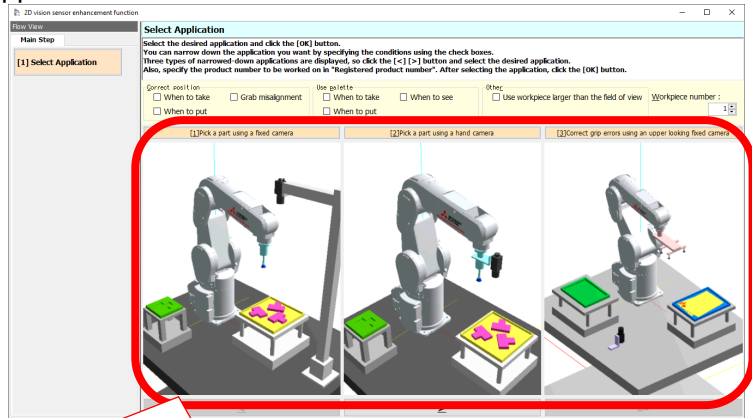 2D vision sensor enhancement function
Flow View
Main Step
[1] Select Application
Select Application
Select the desired application and click the [OK] button.
You can narrow down the application you want by specifying the conditions using the check boxes.
Three types of narrowed-down applications are displayed, so click the [<] [>] button and select the desired application.
Also, specify the product number to be worked on in "Registered product number". After selecting the application, click the [OK] button.
Correct position
When to take
Grab misalignment
When to put
Use palette
When to take
When to see
When to put
Other
Use workpiece larger than the field of view
Workpiece number :
1
[1]Pick a part using a fixed camera
[2]Pick a part using a hand camera
[3]Correct grip errors using an upper looking fixed camera